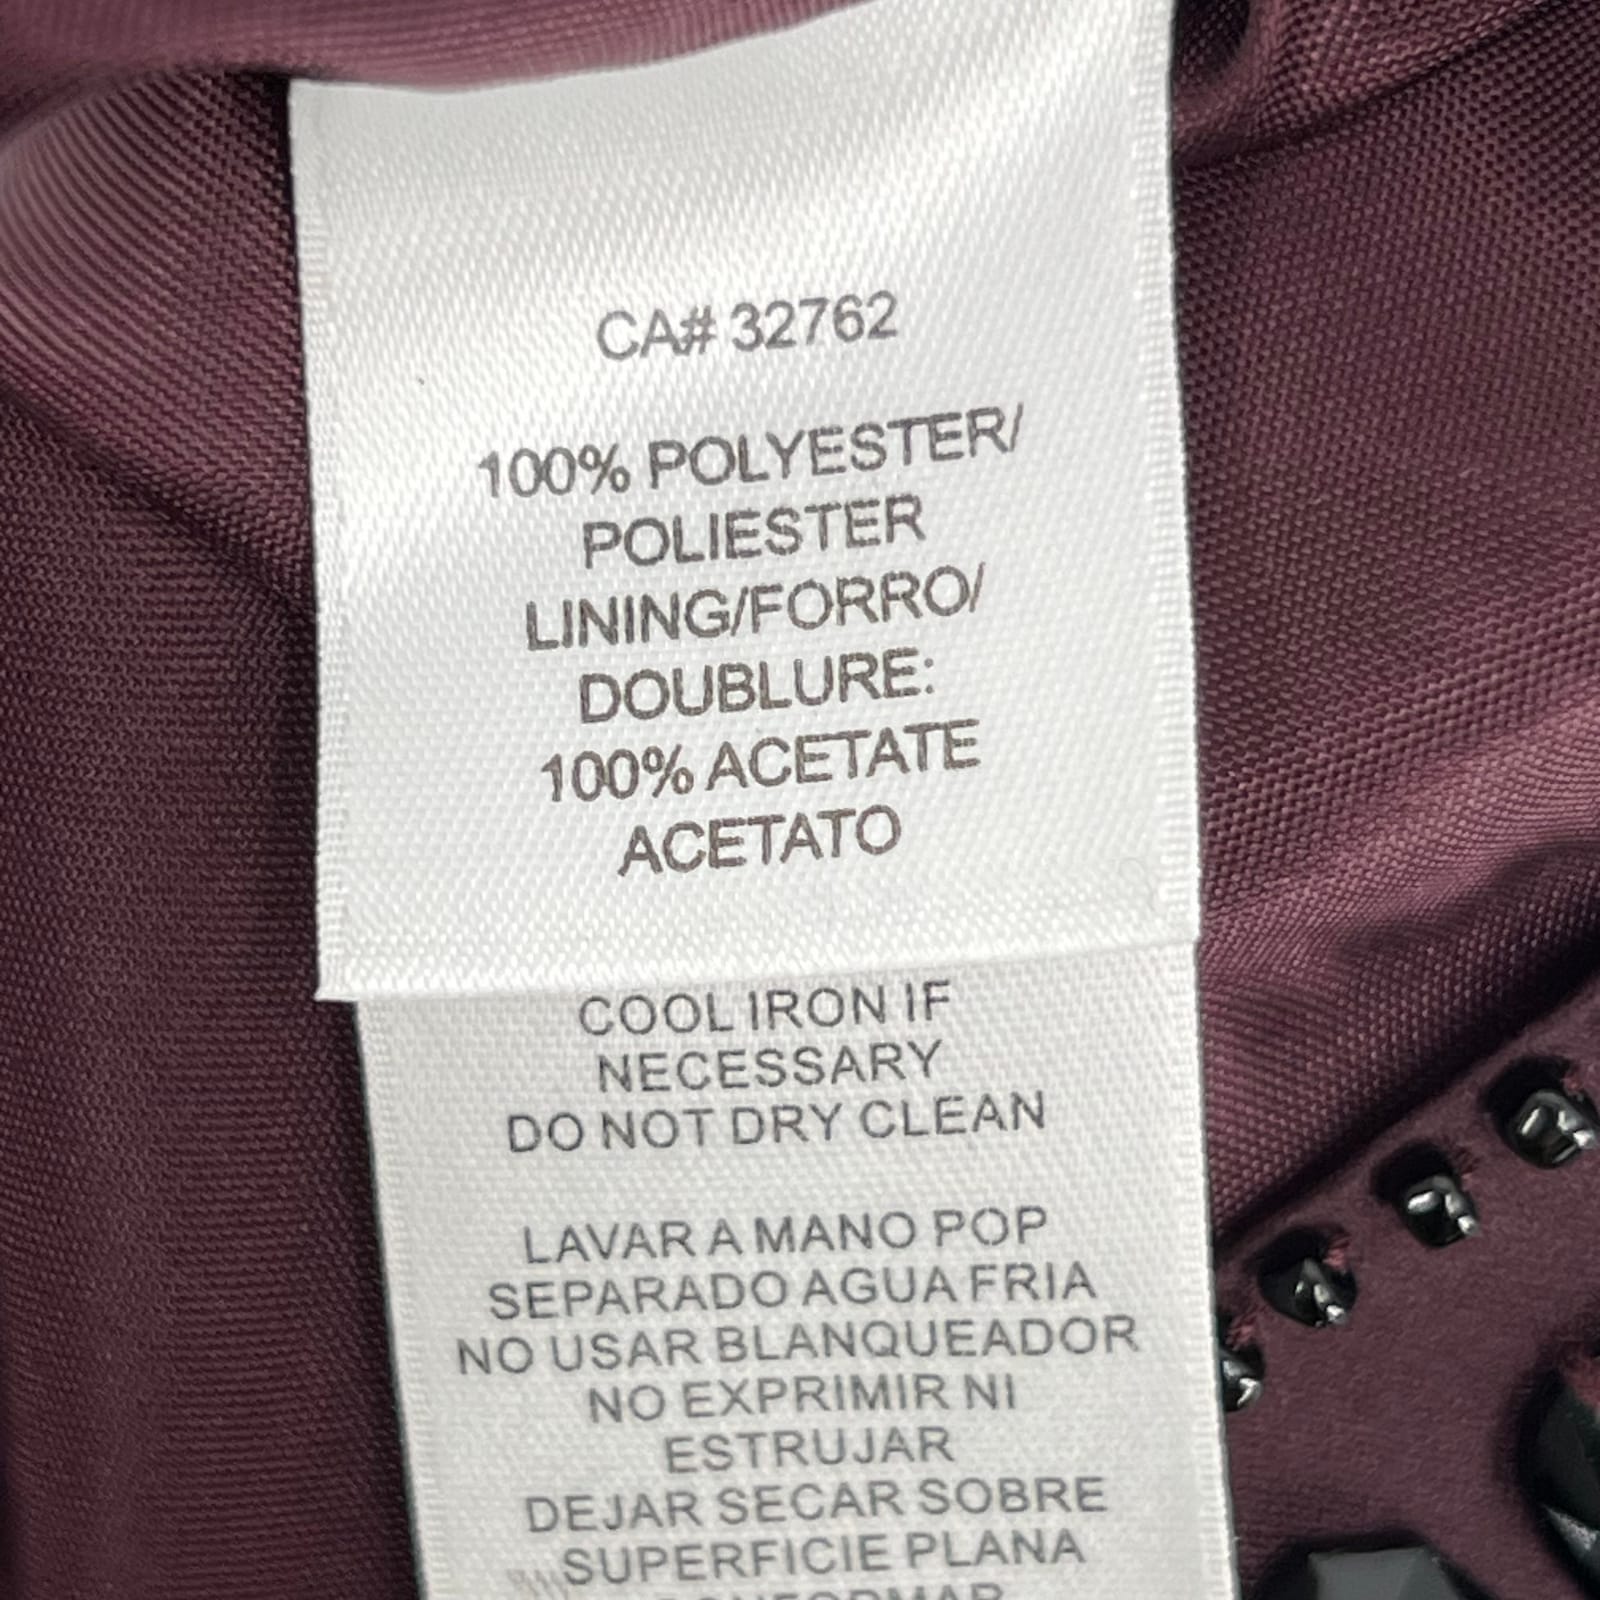 CA# 32762
100% POLYESTER/
POLIESTER
LINING/FORRO/
DOUBLURE:
100% ACETATE
ACETATO
COOL IRON IF
NECESSARY
DO NOT DRY CLEAN
LAVAR A MANO POP
SEPARADO AGUA FRIA
NO USAR BLANQUEADOR
NO EXPRIMIR NI
ESTRUJAR
DEJAR SECAR SOBRE
SUPERFICIE PLANA